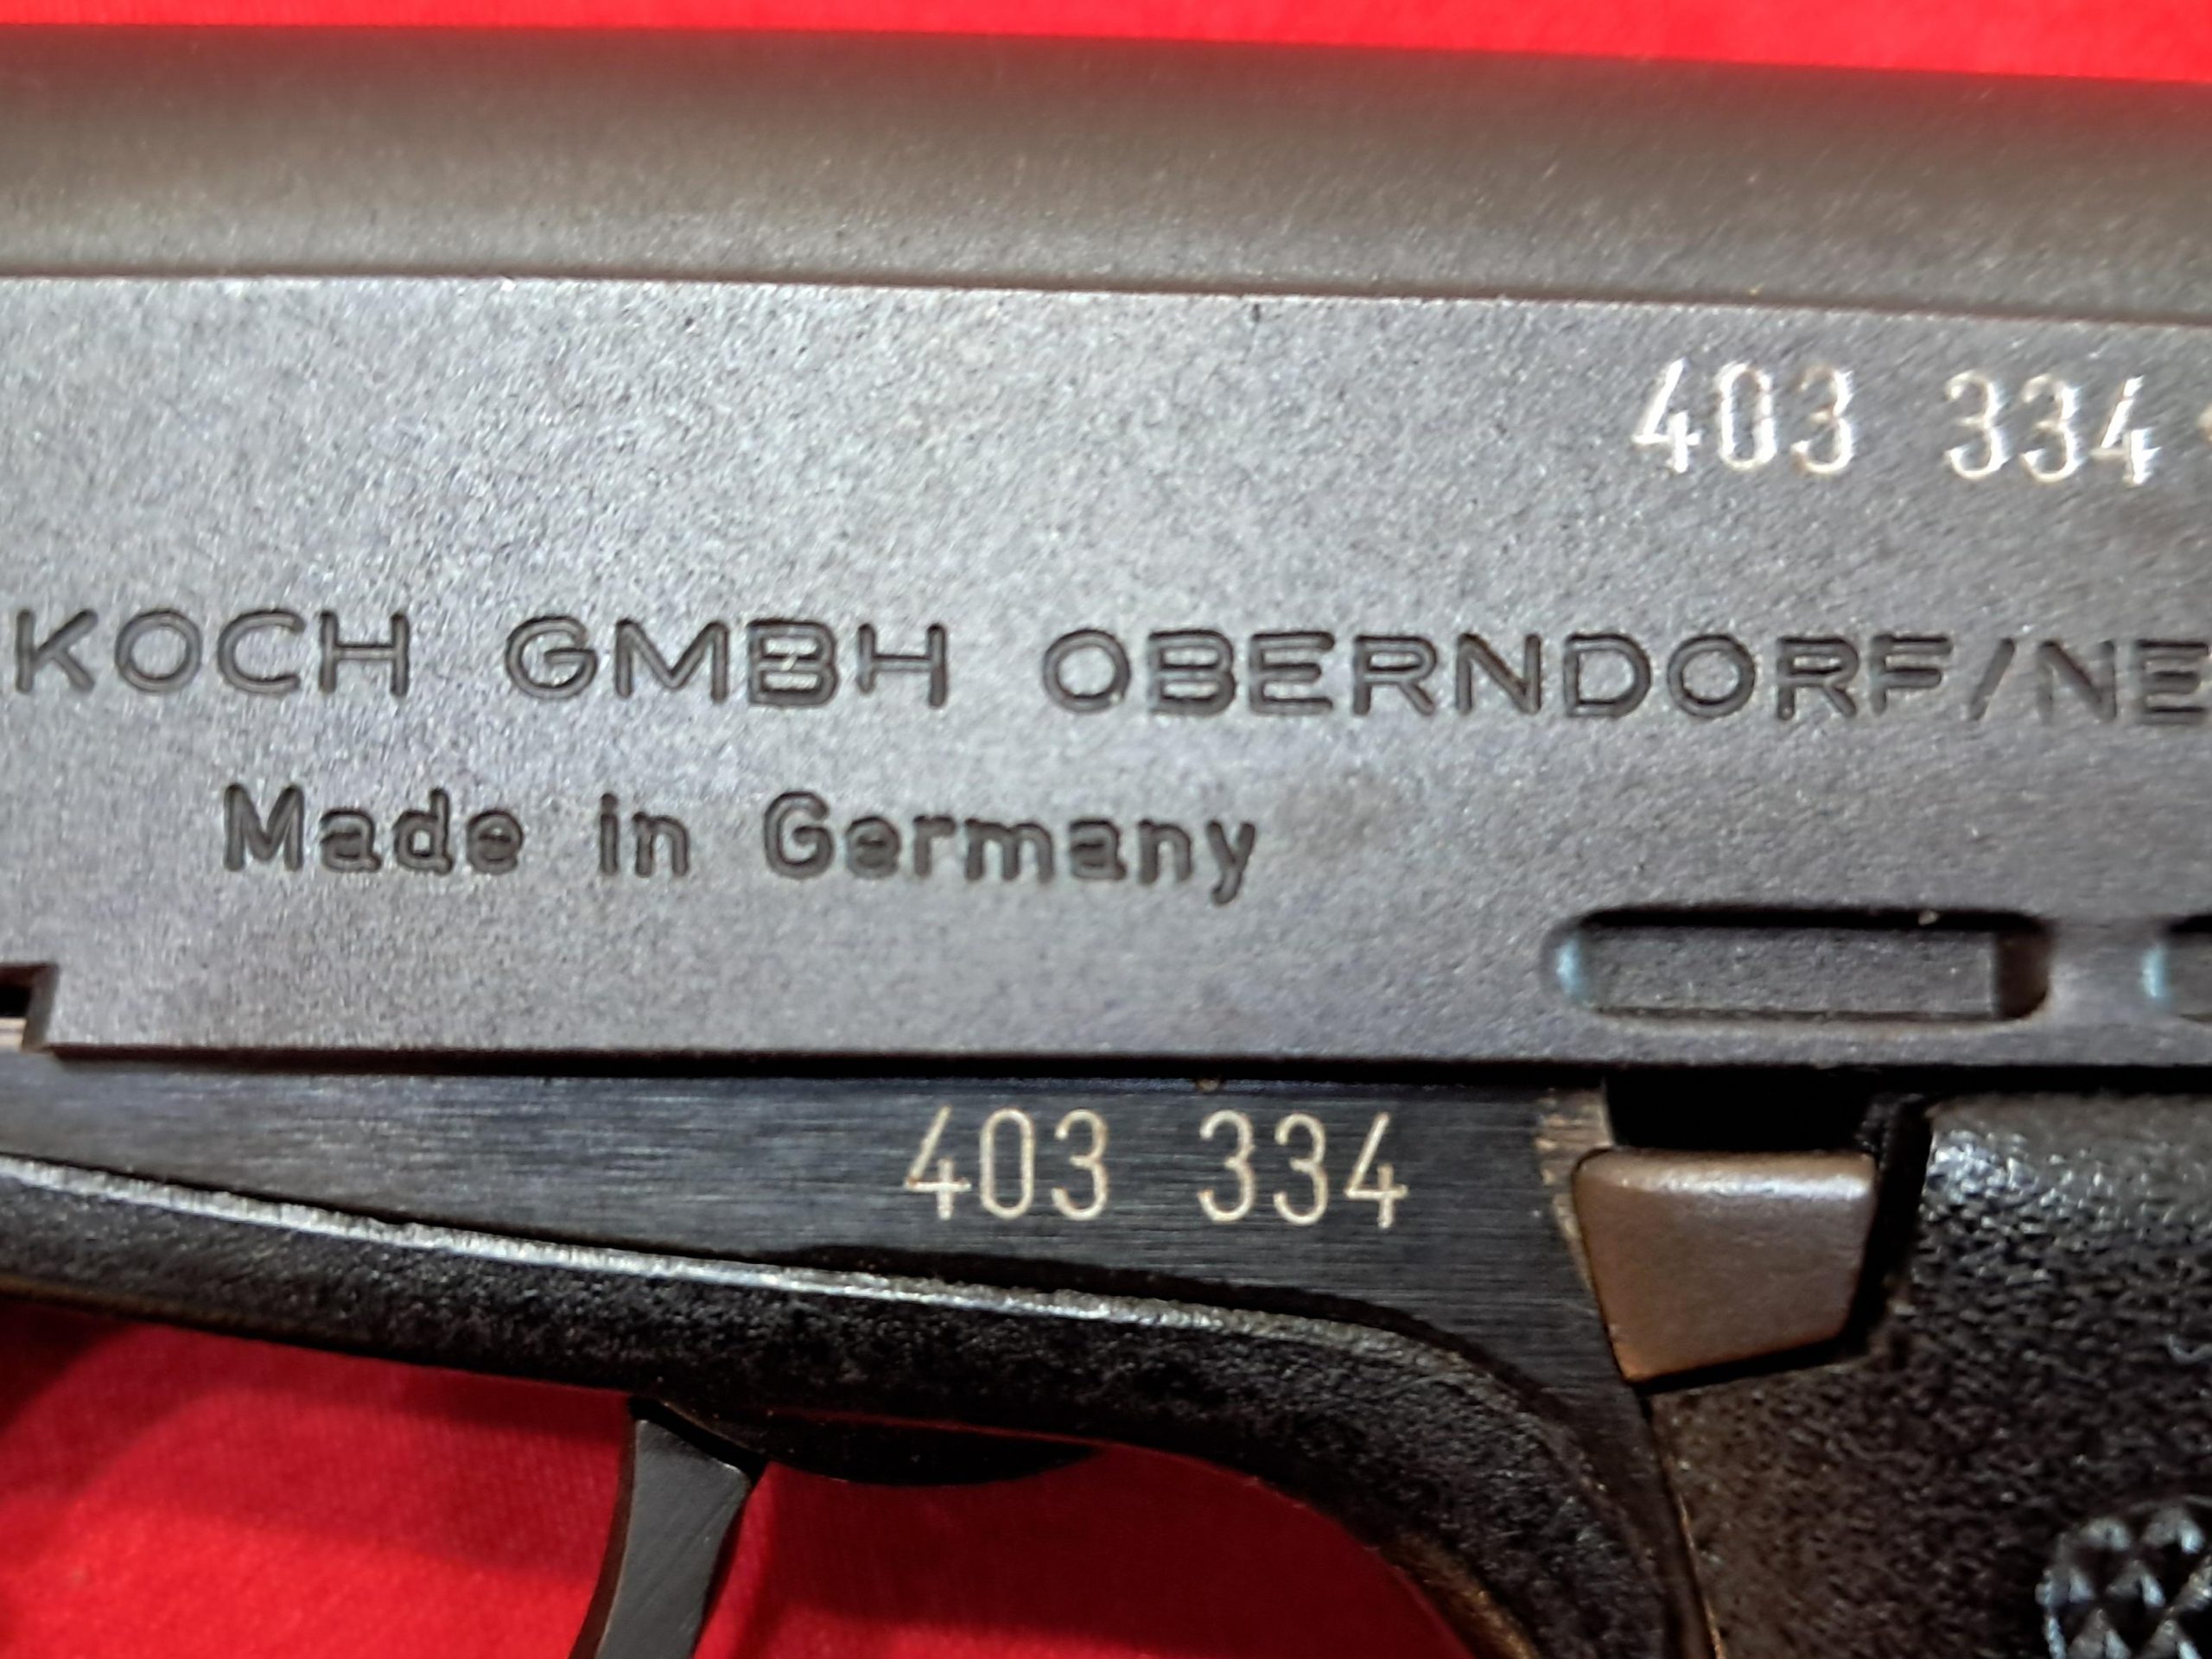 403 334
KOCH GMBH OBERNDORF/NE
Made in Germany
403 334